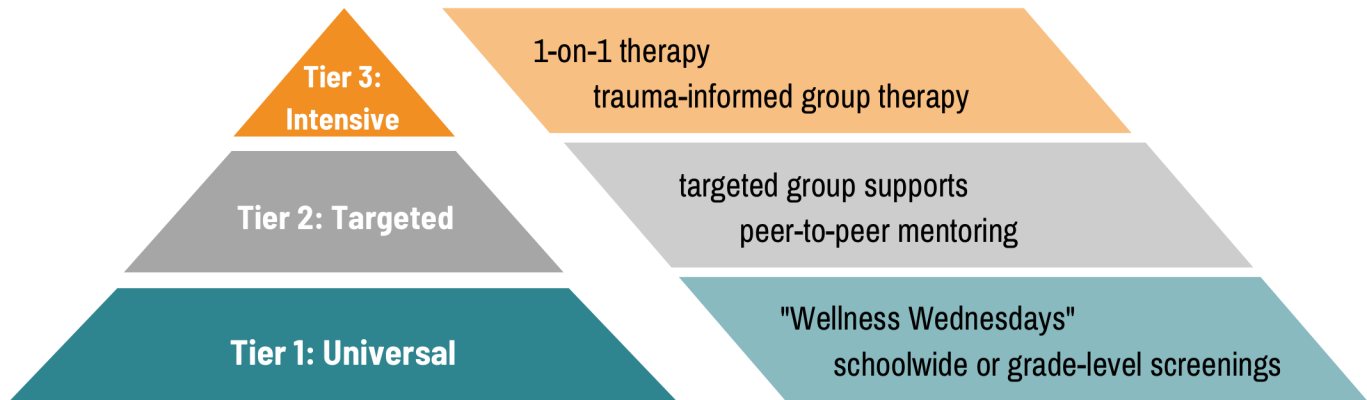 Tier 3:
Intensive
1-on-1 therapy
trauma-informed group therapy
Tier 2: Targeted
targeted group supports
peer-to-peer mentoring
Tier 1: Universal
"Wellness Wednesdays"
schoolwide or grade-level screenings